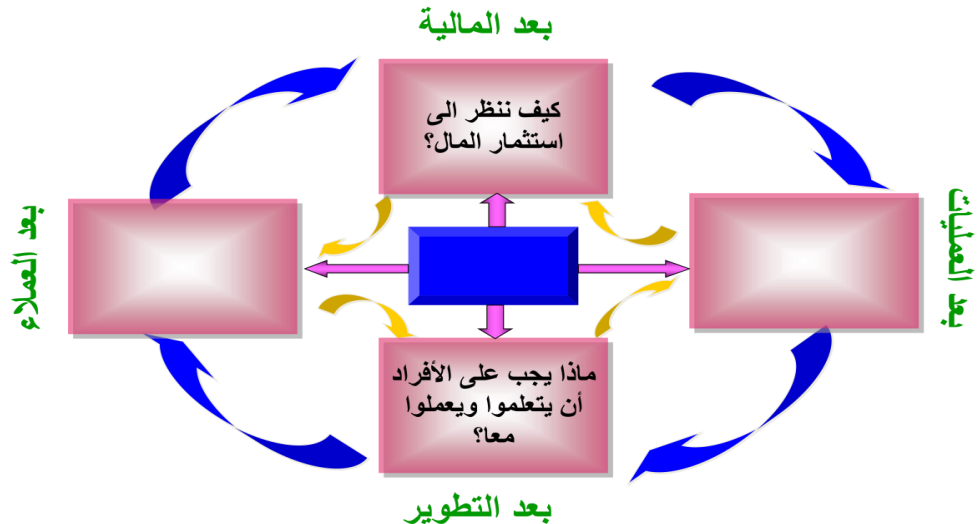 بعد المالية
كيف ننظر الى
استثمار المال؟
بعد العمليات
بعد العملاء
ماذا يجب على الأفراد
أن يتعلموا ويعملوا
معا؟
بعد التطوير